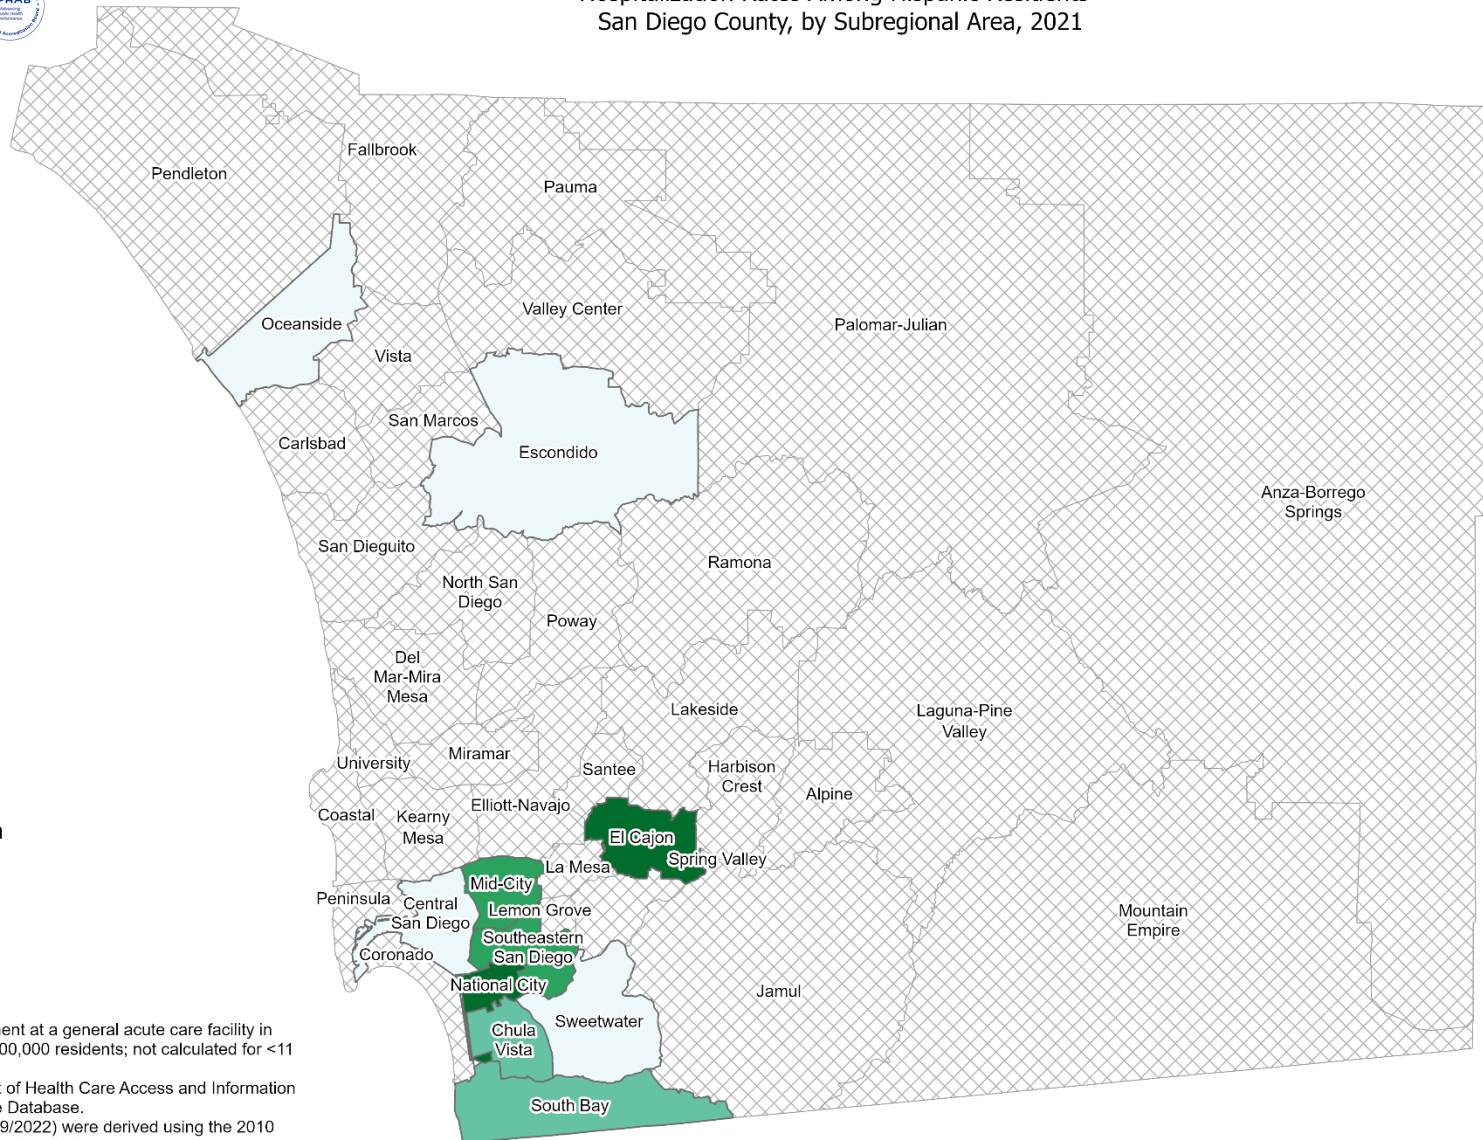 San Diego County, by Subregional Area, 2021
Fallbrook
Pendleton
Pauma
Oceanside
Valley Center
Palomar-Julian
Vista
San Marcos
Carlsbad
Escondido
Anza-Borrego
Springs
San Dieguito
Ramona
North San
Diego
Poway
Del
Mar-Mira
Mesa
Lakeside
Laguna-Pine
Valley
University
Miramar
Santee
Harbison
Crest
Alpine
Coastal
Kearny
Mesa
Elliott-Navajo
El Cajon
Spring Valley
La Mesa
Mid-City
Peninsula
Central
San Diego
Lemon Grove
Mountain
Empire
Southeastern
San Diego
Coronado
National City
Jamul
Sweetwater
Chula
Vista
South Bay
ent at a general acute care facility in
00,000 residents; not calculated for <11
of Health Care Access and Information
Database.
9/2022) were derived using the 2010